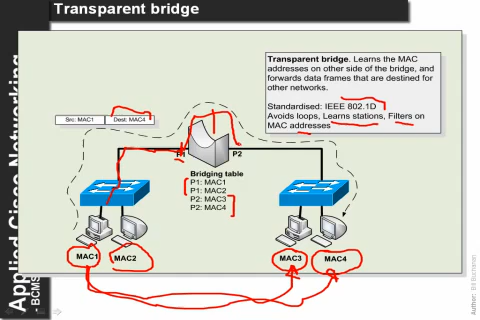 Transparent bridge
Transparent bridge. Learns the MAC
addresses on other side of the bridge, and
forwards data frames that are destined for
other networks.
Standardised: IEEE 802.1D
Avoids loops, Learns stations, Filters on
MAC addresses
Src: MAC1 Dest: MAC4
P1 P2
Bridging table
P1: MAC1
P1: MAC2
P2: MAC3
P2: MAC4
MAC1 MAC2 MAC3 MAC4
Applied Cisco Networking
- BCMS
Author: Bill Buchanan